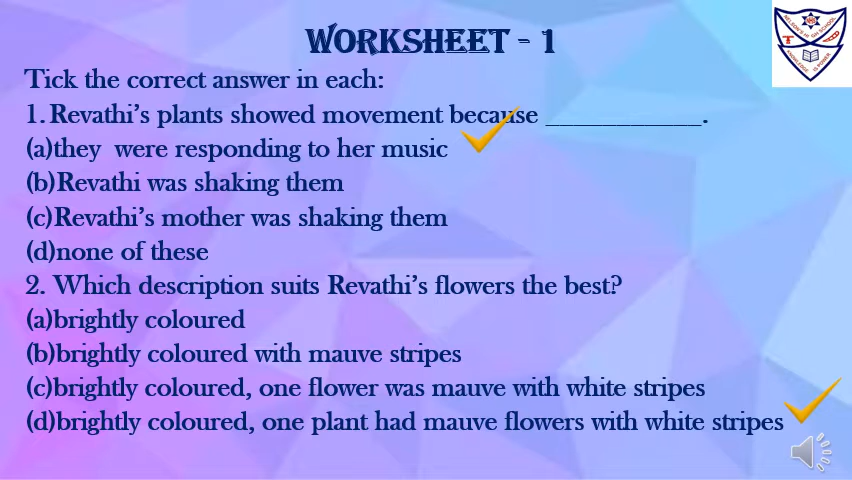 WORKSHEET - 1
Tick the correct answer in each:
1. Revathi's plants showed movement because ___________.
(a)they were responding to her music
(b)Revathi was shaking them
(c)Revathi's mother was shaking them
(d)none of these
2. Which description suits Revathi's flowers the best?
(a)brightly coloured
(b)brightly coloured with mauve stripes
(c)brightly coloured, one flower was mauve with white stripes
(d)brightly coloured, one plant had mauve flowers with white stripes